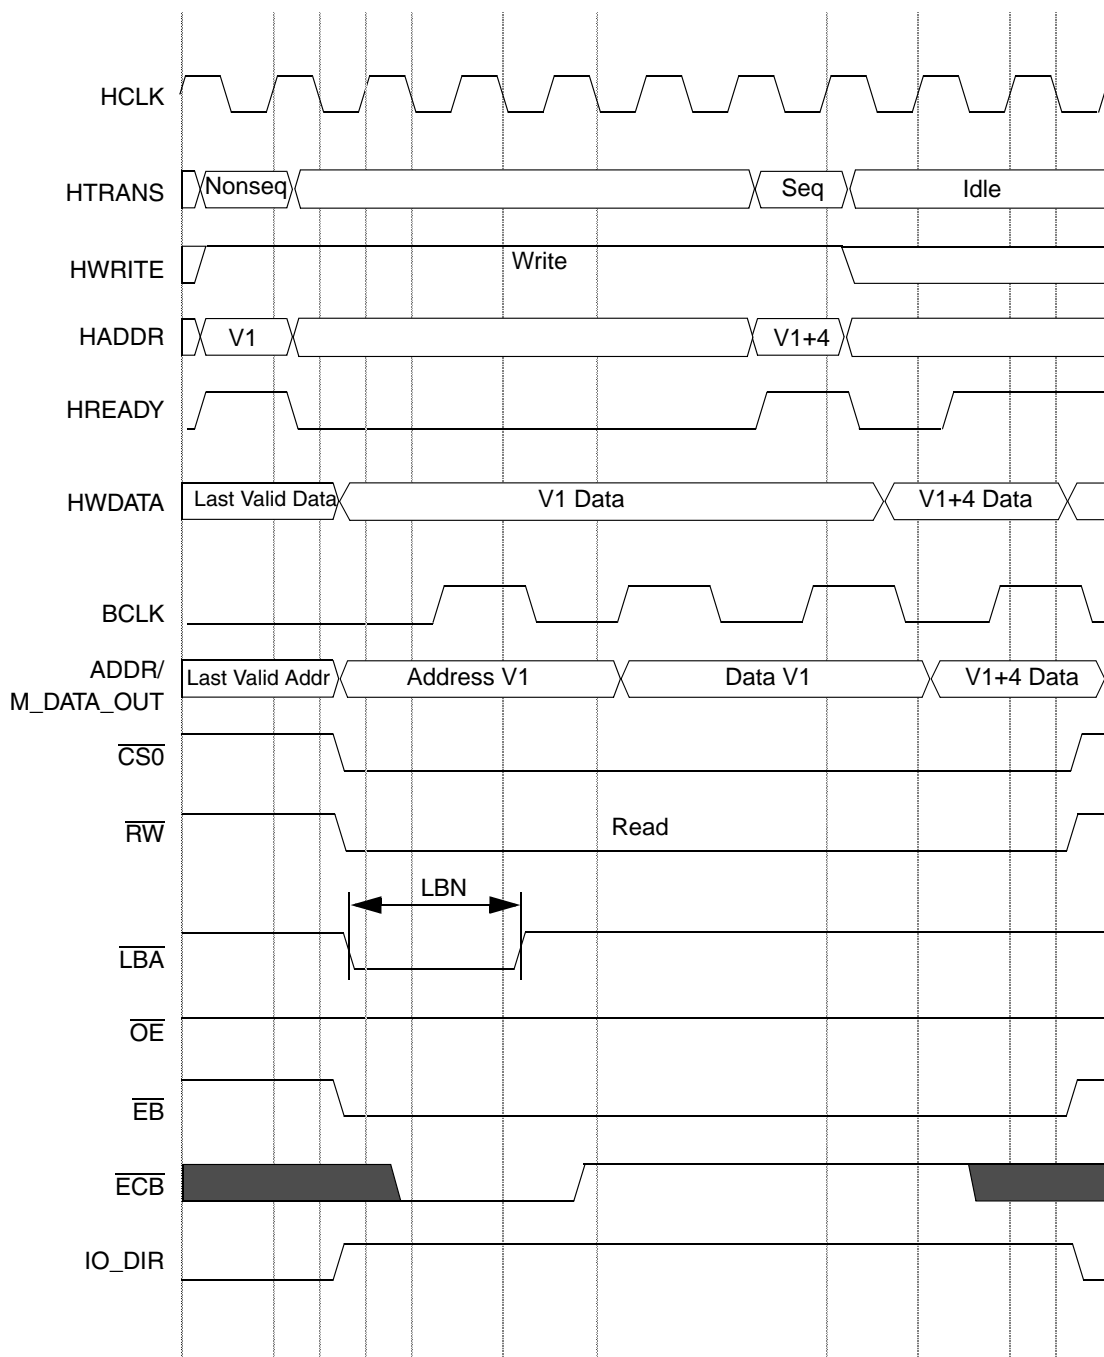 HCLK
HTRANS Nonseq Seq Idle
HWRITE Write
HADDR V1 V1+4
HREADY
HWDATA Last Valid Data V1 Data V1+4 Data
BCLK
ADDR/
M_DATA_OUT Last Valid Addr Address V1 Data V1 V1+4 Data
CS0
RW Read
LBN
LBA
OE
EB
ECB
IO_DIR